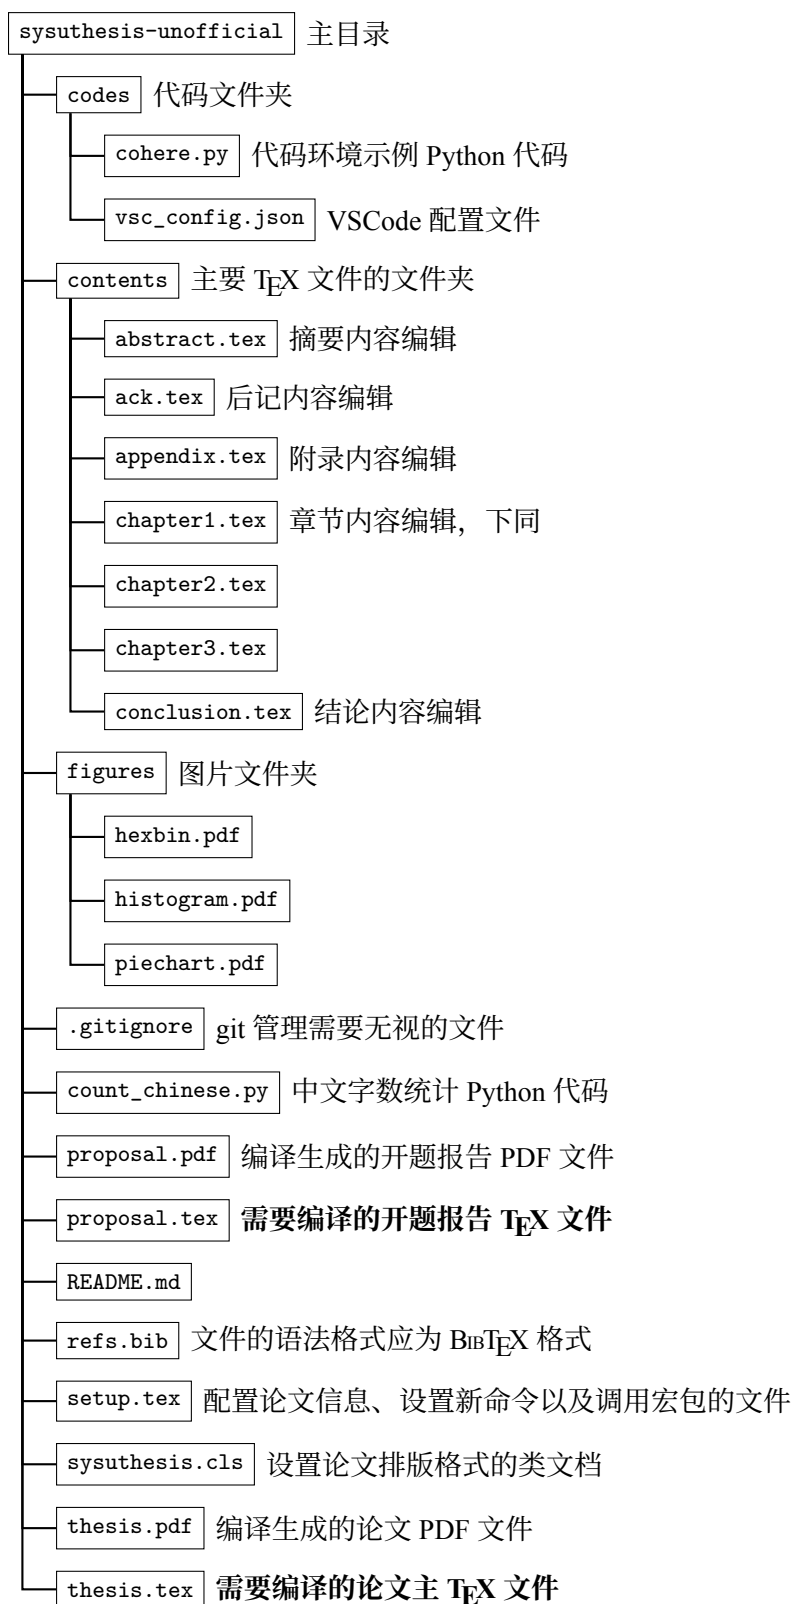 sysuthesis-unofficial 主目录
codes 代码文件夹
cohere.py 代码环境示例 Python 代码
vsc_config.json VSCode 配置文件
contents 主要 TEX 文件的文件夹
abstract.tex 摘要内容编辑
ack.tex 后记内容编辑
appendix.tex 附录内容编辑
chapter1.tex 章节内容编辑，下同
chapter2.tex
chapter3.tex
conclusion.tex 结论内容编辑
figures 图片文件夹
hexbin.pdf
histogram.pdf
piechart.pdf
.gitignore git 管理需要无视的文件
count_chinese.py 中文字数统计 Python 代码
proposal.pdf 编译生成的开题报告 PDF 文件
proposal.tex 需要编译的开题报告 TEX 文件
README.md
refs.bib 文件的语法格式应为 BIBTEX 格式
setup.tex 配置论文信息、设置新命令以及调用宏包的文件
sysuthesis.cls 设置论文排版格式的类文档
thesis.pdf 编译生成的论文 PDF 文件
thesis.tex 需要编译的论文主 TEX 文件